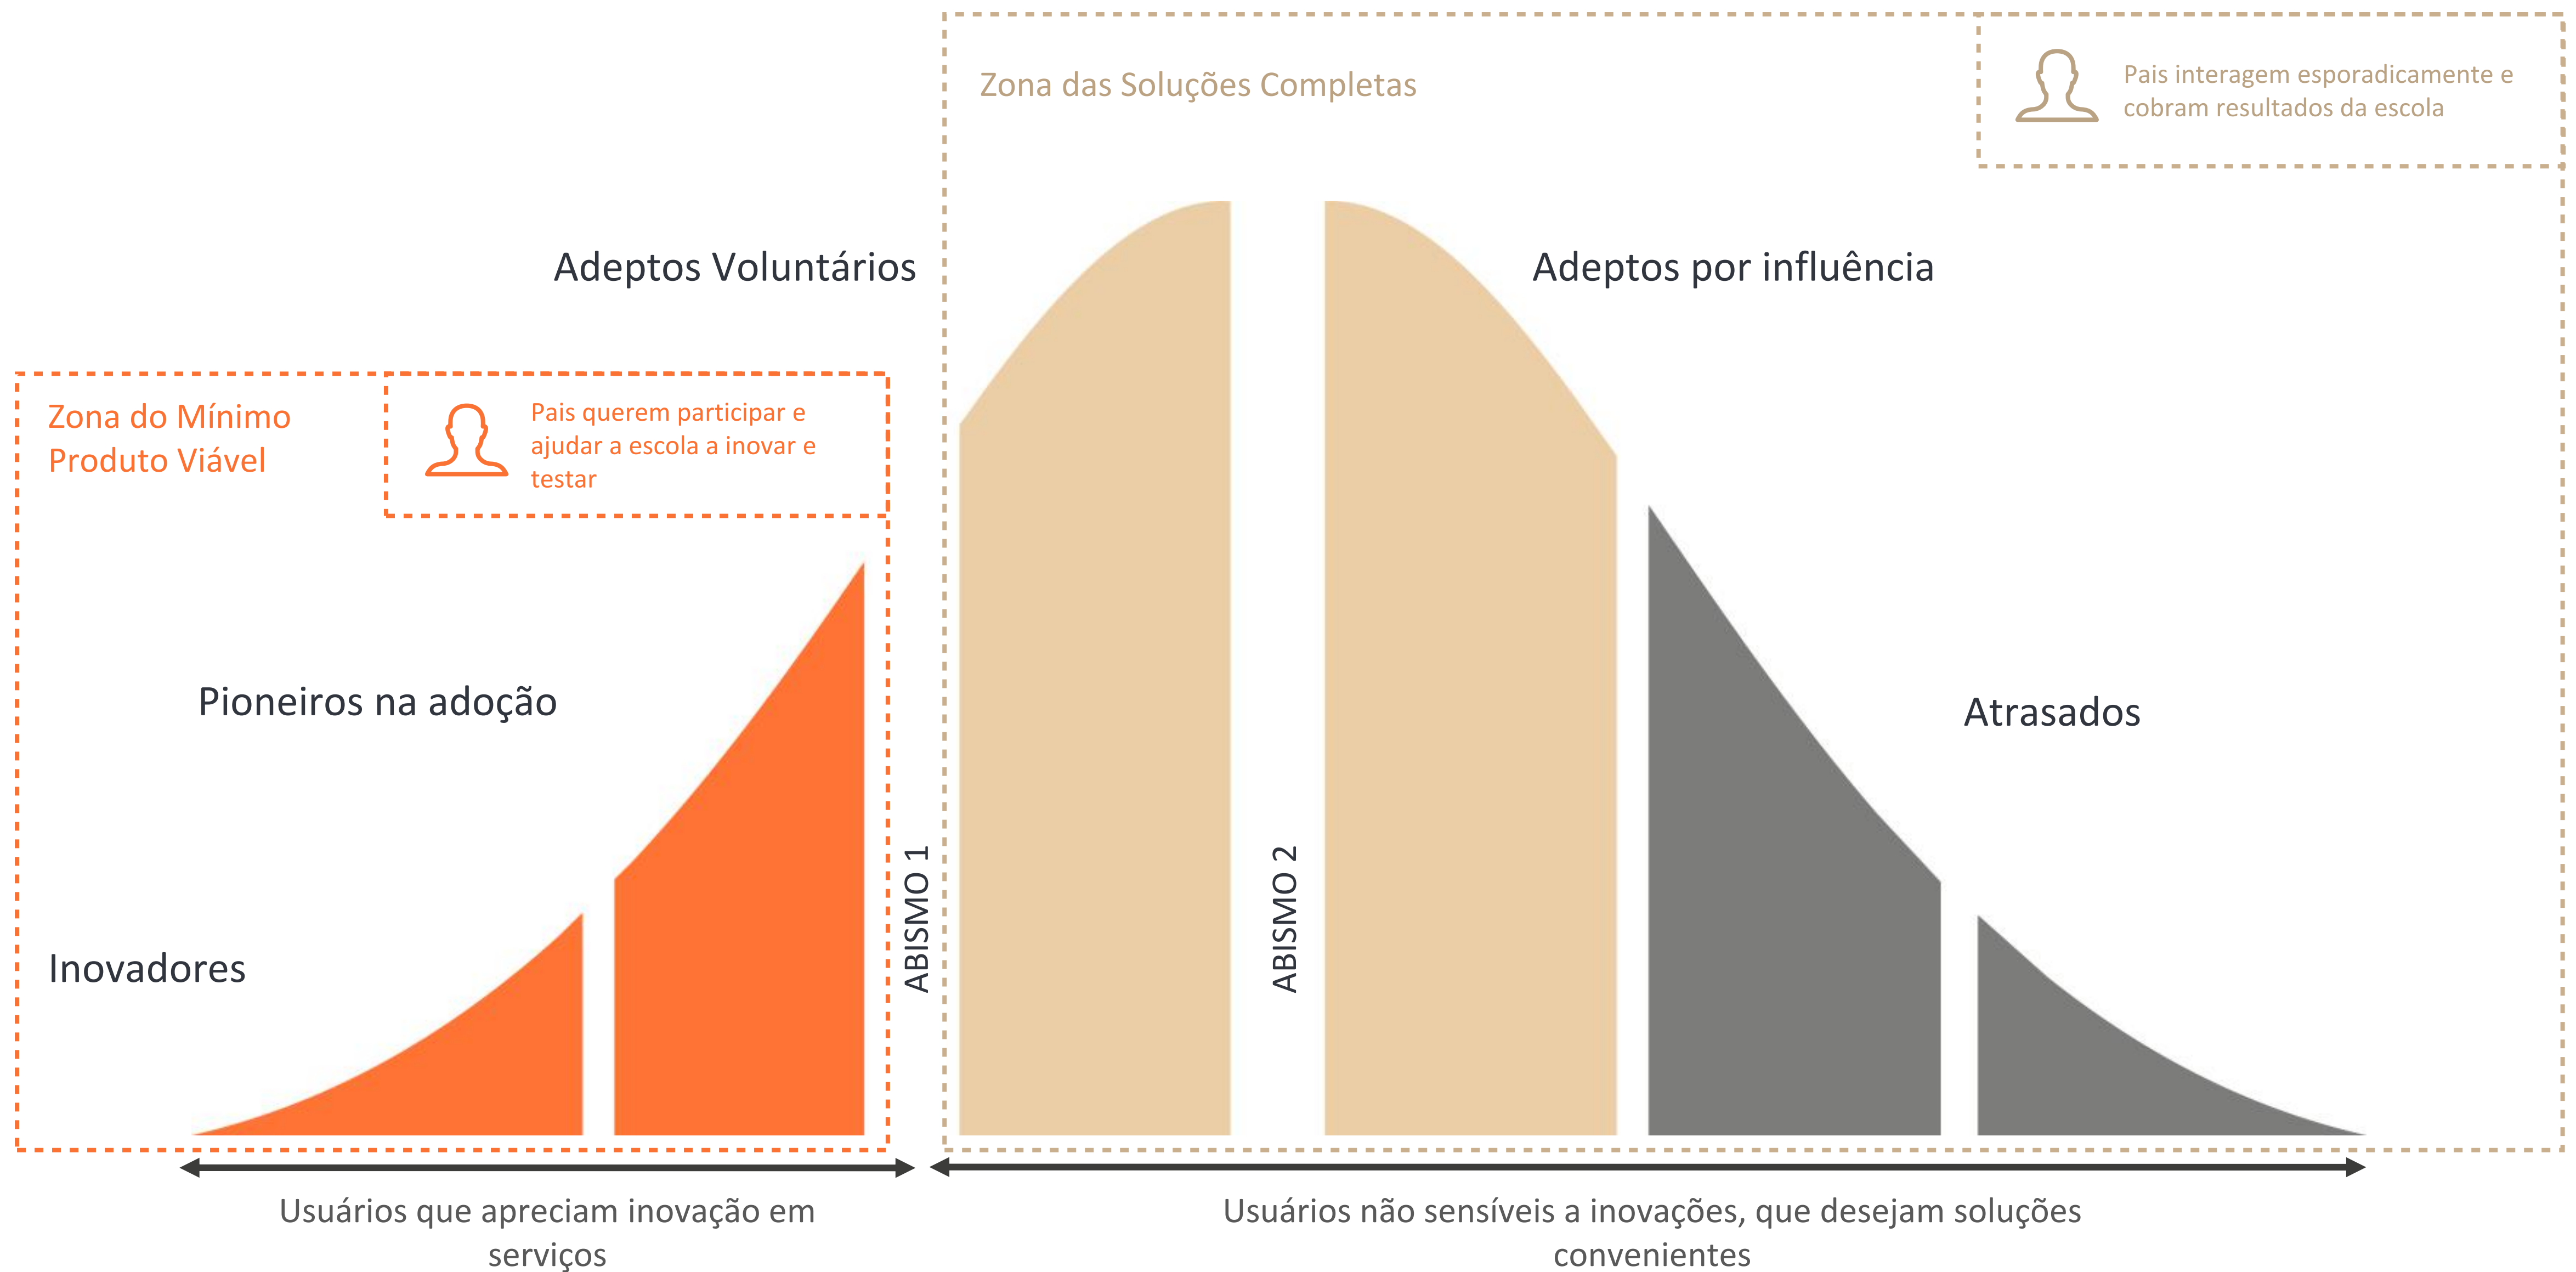 Zona das Soluções Completas
Pais interagem esporadicamente e
cobram resultados da escola
Adeptos Voluntários
Adeptos por influência
Zona do Mínimo
Produto Viável
Pais querem participar e
ajudar a escola a inovar e
testar
Pioneiros na adoção
Atrasados
Inovadores
ABISMO 1
ABISMO 2
Usuários que apreciam inovação em
serviços
Usuários não sensíveis a inovações, que desejam soluções
convenientes